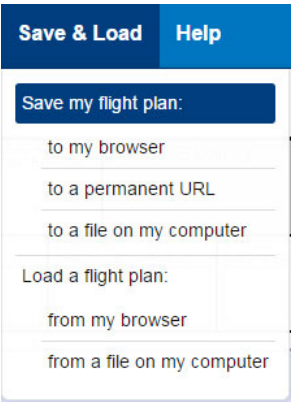 Save & Load Help
Save my flight plan:
to my browser
to a permanent URL
to a file on my computer
Load a flight plan:
from my browser
from a file on my computer